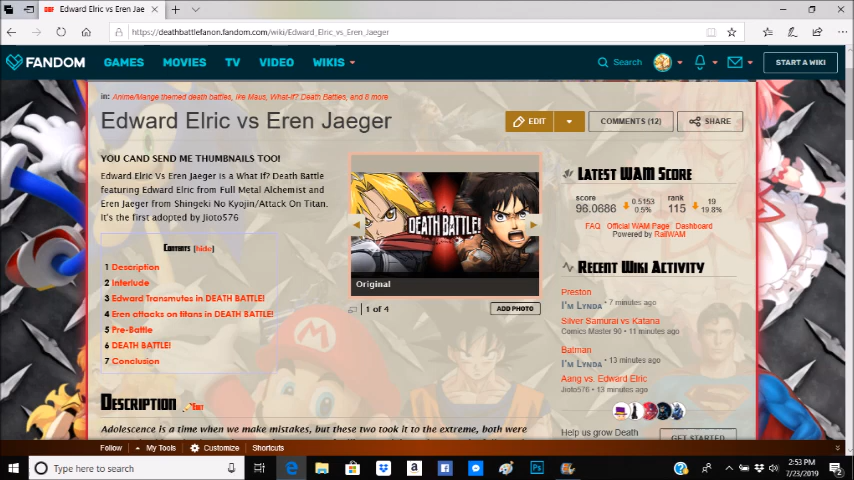 Edward Elric vs Eren Jae
https://deathbattlefanon.fandom.com/wiki/Edward_Elric_vs_Eren_Jaeger
FANDOM GAMES MOVIES TV VIDEO WIKIS Search START A WIKI
in: Anime/Mange themed death battles, Ike Maus, What-If? Death Battles, and 8 more
Edward Elric vs Eren Jaeger
EDIT COMMENTS (12) SHARE
YOU CAND SEND ME THUMBNAILS TOO!
Edward Elric Vs Eren Jaeger is a What If? Death Battle
featuring Edward Elric from Full Metal Alchemist and
Eren Jaeger from Shingeki No Kyojin/Attack On Titan.
It's the first adopted by Jioto576
Contents [hide]
1 Description
2 Interlude
3 Edward Transmutes in DEATH BATTLE!
4 Eren attacks on titans in DEATH BATTLE!
5 Pre-Battle
6 DEATH BATTLE!
7 Conclusion
DEATH BATTLE!
Original
1 of 4 ADD PHOTO
Description Edit
Adolescence is a time when we make mistakes, but these two took it to the extreme, both were
Latest WAM Score
score 96.0686 0.5153 0.5% rank 115 19 19.8%
FAQ Official WAM Page Dashboard
Powered by RailWAM
Recent Wiki Activity
Preston
I'm Lynda • 7 minutes ago
Silver Samurai vs Katana
Comics Master 90 • 11 minutes ago
Batman
I'm Lynda • 13 minutes ago
Aang vs. Edward Elric
Jioto576 • 13 minutes ago
Help us grow Death
GET STARTED
Follow My Tools Customize Shortcuts
Type here to search
2:53 PM
7/23/2019